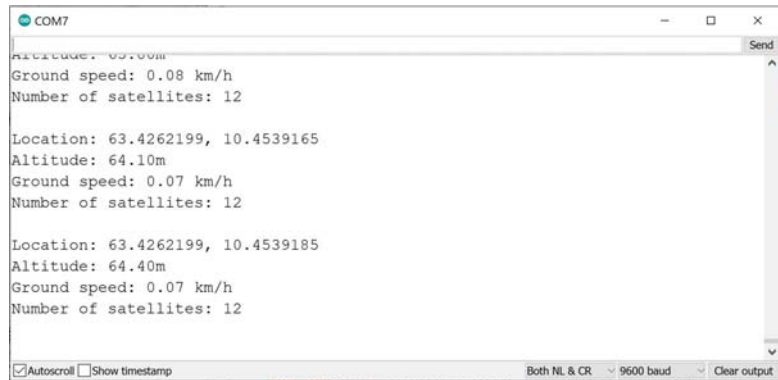 COM7
Send
Ground speed: 0.08 km/h
Number of satellites: 12
Location: 63.4262199, 10.4539165
Altitude: 64.10m
Ground speed: 0.07 km/h
Number of satellites: 12
Location: 63.4262199, 10.4539185
Altitude: 64.40m
Ground speed: 0.07 km/h
Number of satellites: 12
Autoscroll Show timestamp Both NL & CR 9600 baud Clear output